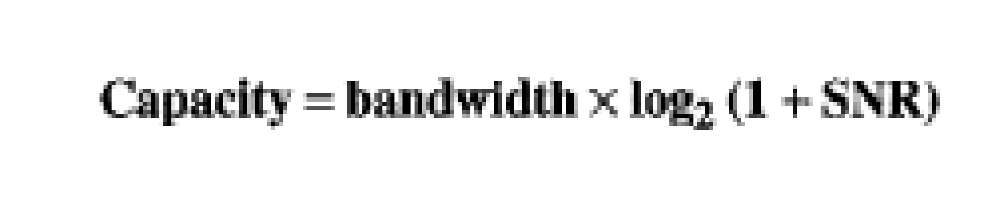 Capacity = bandwidth × log₂ (1 + SNR)